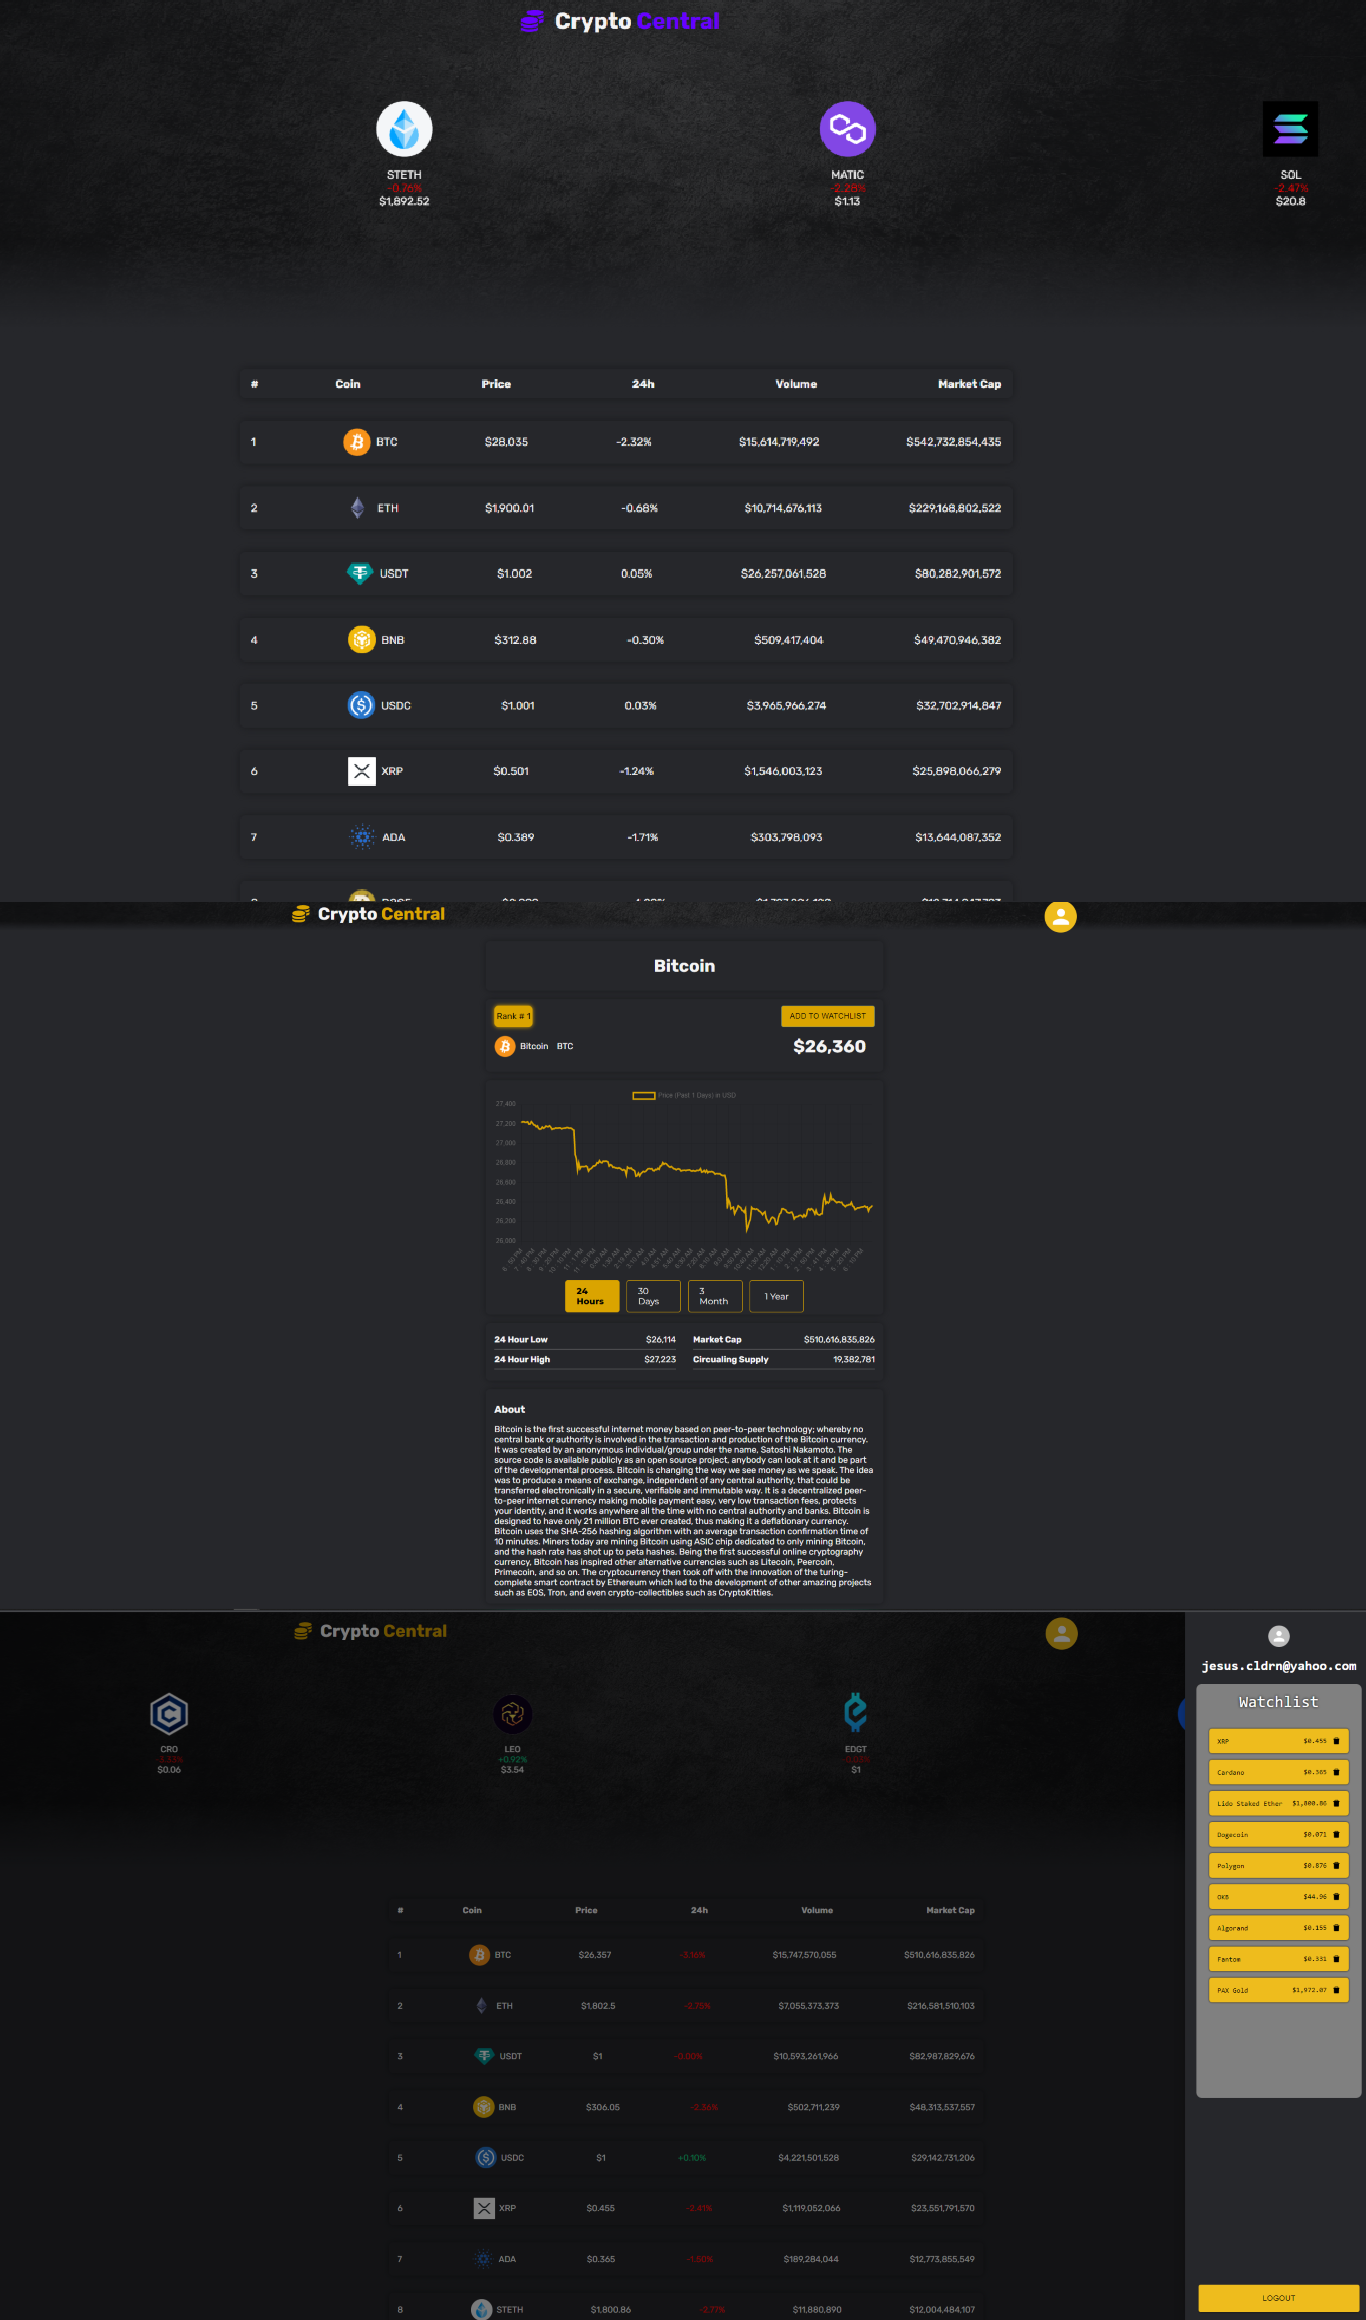 Crypto Central
STETH MATIC SOL
-0.76% -2.28% -2.47%
$1,892.52 $1.13 $20.8
# Coin Price 24h Volume Market Cap
1 BTC $28,035 -2.32% $15,614,719,492 $542,732,854,435
2 ETH $1,900.01 -0.68% $10,714,676,113 $229,168,802,522
3 USDT $1.002 0.05% $26,257,061,528 $80,282,901,572
4 BNB $312.88 -0.30% $509,417,404 $49,470,946,382
5 USDC $1.001 0.03% $3,965,966,274 $32,702,914,847
6 XRP $0.501 -1.24% $1,546,003,123 $25,898,066,279
7 ADA $0.389 -1.71% $303,798,093 $13,644,087,352
Crypto Central
Bitcoin
Rank # 1 ADD TO WATCHLIST
Bitcoin BTC $26,360
Price (Past 1 Days) in USD
27,400
27,200
27,000
26,800
26,600
26,400
26,200
26,000
24 Hours 30 Days 3 Month 1 Year
24 Hour Low $26,114 Market Cap $510,616,835,826
24 Hour High $27,223 Circualing Supply 19,382,781
About
Bitcoin is the first successful internet money based on peer-to-peer technology; whereby no
central bank or authority is involved in the transaction and production of the Bitcoin currency.
It was created by an anonymous individual/group under the name, Satoshi Nakamoto. The
source code is available publicly as an open source project, anybody can look at it and be part
of the developmental process. Bitcoin is changing the way we see money as we speak. The idea
was to produce a means of exchange, independent of any central authority, that could be
transferred electronically in a secure, verifiable and immutable way. It is a decentralized peer-
to-peer internet currency making mobile payment easy, very low transaction fees, protects
your identity, and it works anywhere all the time with no central authority and banks. Bitcoin is
designed to have only 21 million BTC ever created, thus making it a deflationary currency.
Bitcoin uses the SHA-256 hashing algorithm with an average transaction confirmation time of
10 minutes. Miners today are mining Bitcoin using ASIC chip dedicated to only mining Bitcoin,
and the hash rate has shot up to peta hashes. Being the first successful online cryptography
currency, Bitcoin has inspired other alternative currencies such as Litecoin, Peercoin,
Primecoin, and so on. The cryptocurrency then took off with the innovation of the turing-
complete smart contract by Ethereum which led to the development of other amazing projects
such as EOS, Tron, and even crypto-collectibles such as CryptoKitties.
Crypto Central
CRO LEO EDGT
-3.33% +0.92% -0.03%
$0.06 $3.54 $1
# Coin Price 24h Volume Market Cap
1 BTC $26,357 -3.16% $15,747,570,055 $510,616,835,826
2 ETH $1,802.5 -2.75% $7,055,373,373 $216,581,510,103
3 USDT $1 -0.00% $10,593,261,966 $82,987,829,676
4 BNB $306.05 -2.36% $502,711,239 $48,313,537,557
5 USDC $1 +0.10% $4,221,501,528 $29,142,731,206
6 XRP $0.455 -2.41% $1,119,052,066 $23,551,791,570
7 ADA $0.365 -1.50% $189,284,044 $12,773,855,549
8 STETH $1,800.86 -2.77% $11,880,890 $12,004,484,107
jesus.cldrn@yahoo.com
Watchlist
XRP $0.455
Cardano $0.365
Lido Staked Ether $1,800.86
Dogecoin $0.071
Polygon $0.876
OKB $44.96
Algorand $0.155
Fantom $0.331
PAX Gold $1,972.07
LOGOUT